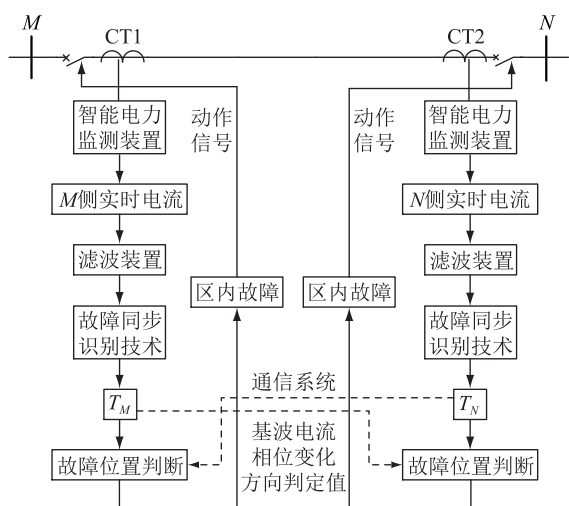 M
N
CT1
CT2
智能电力
监测装置
动作
信号
动作
信号
智能电力
监测装置
M侧实时电流
N侧实时电流
滤波装置
滤波装置
区内故障
区内故障
故障同步
识别技术
故障同步
识别技术
通信系统
T_M
T_N
基波电流
相位变化
方向判定值
故障位置判断
故障位置判断